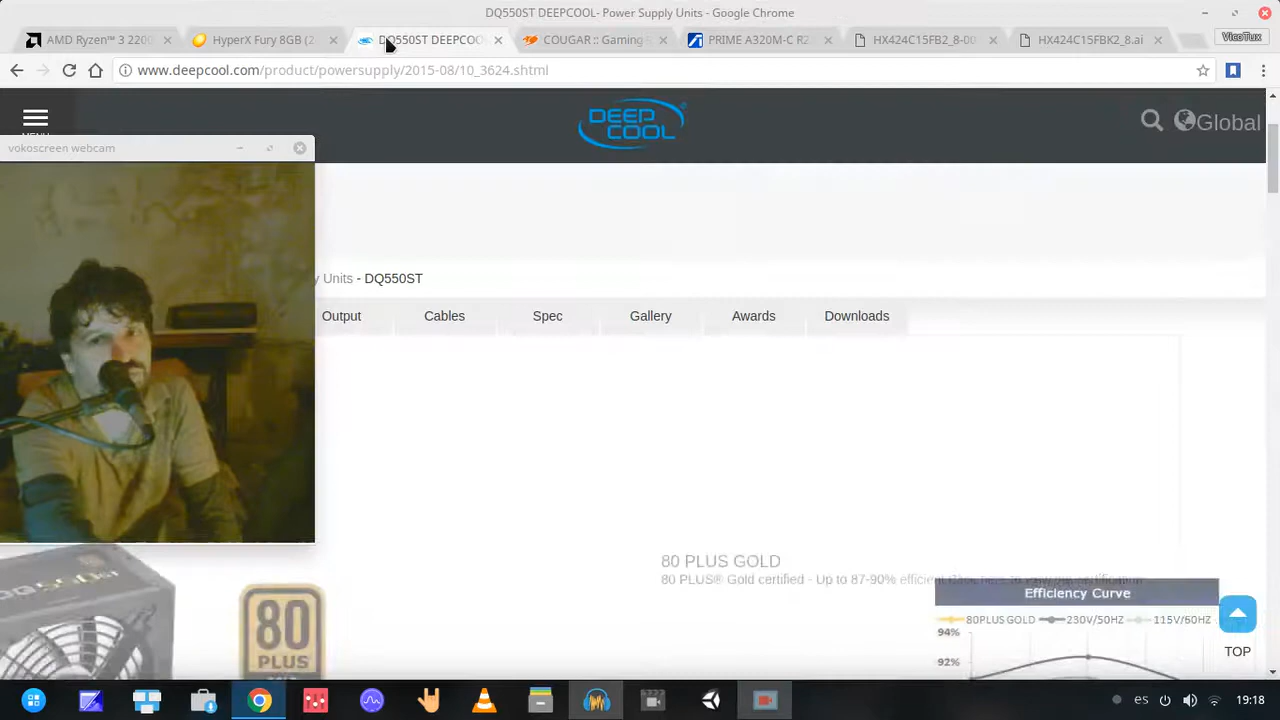 DQ550ST DEEPCOOL- Power Supply Units - Google Chrome
AMD Ryzen™ 3 2200
HyperX Fury 8GB (2
DQ550ST DEEPCOO
COUGAR :: Gaming
PRIME A320M-C R2
HX424C15FB2_8-00
HX424C15FBK2_8.ai
VicoTux
www.deepcool.com/product/powersupply/2015-08/10_3624.shtml
MENU
DEEP
COOL
Global
vokoscreen webcam
y Units - DQ550ST
Output
Cables
Spec
Gallery
Awards
Downloads
80 PLUS GOLD
80 PLUS® Gold certified - Up to 87-90% efficient
Efficiency Curve
80PLUS GOLD
230V/50HZ
115V/60HZ
94%
92%
80
PLUS
TOP
es
19:18